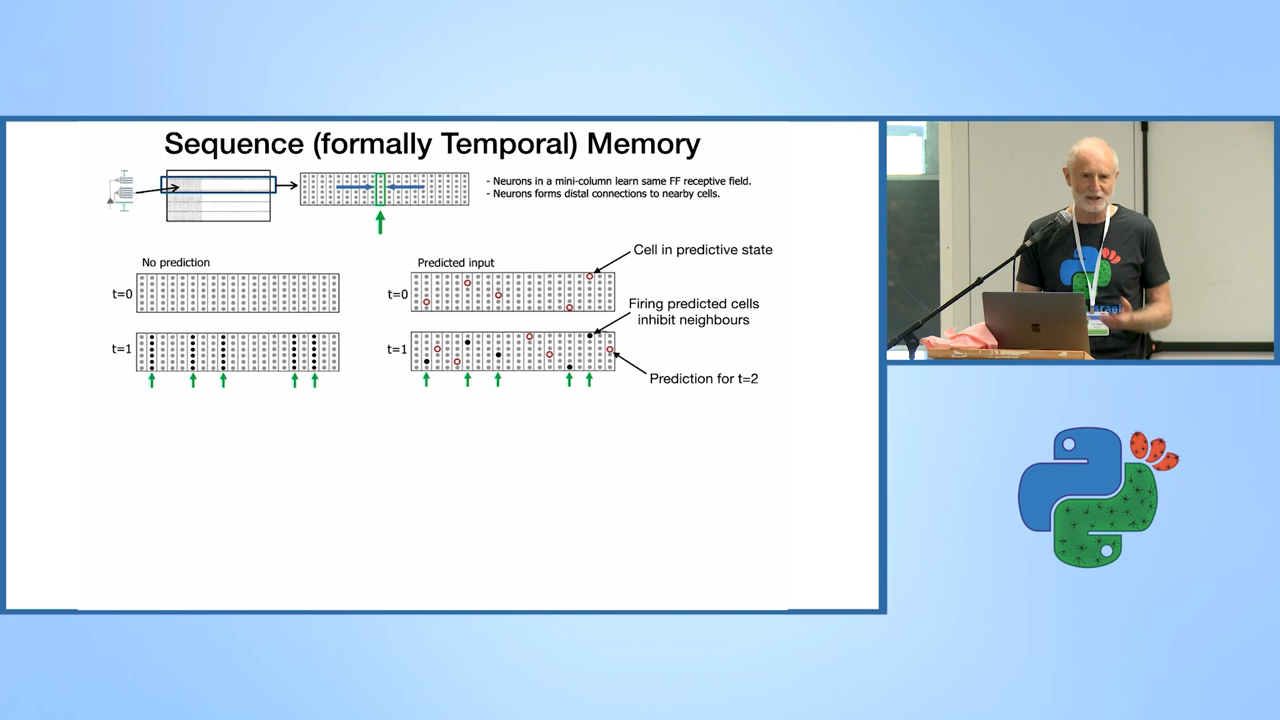 Sequence (formally Temporal) Memory
- Neurons in a mini-column learn same FF receptive field.
- Neurons forms distal connections to nearby cells.
No prediction
t=0
t=1
Predicted input
t=0
t=1
Cell in predictive state
Firing predicted cells
inhibit neighbours
Prediction for t=2